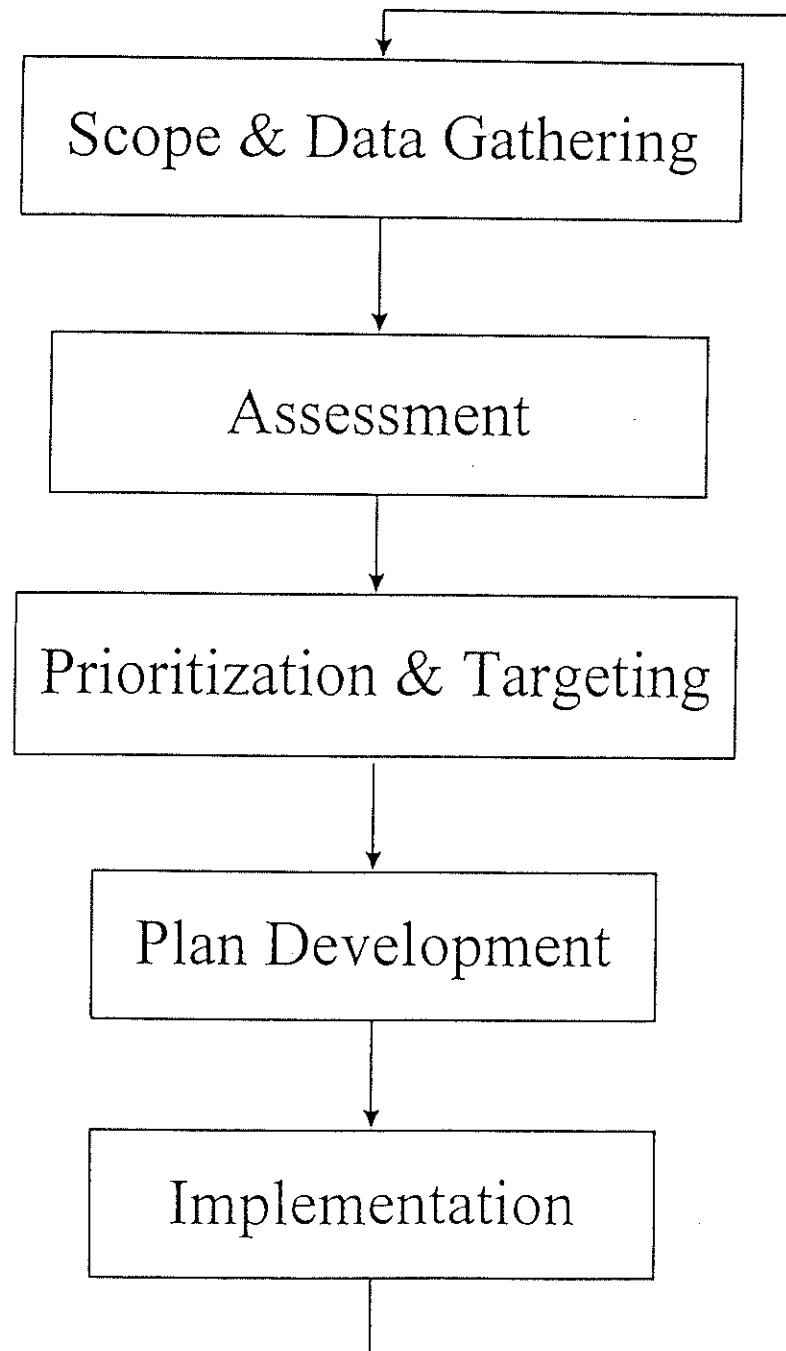 Scope & Data Gathering
Assessment
Prioritization & Targeting
Plan Development
Implementation